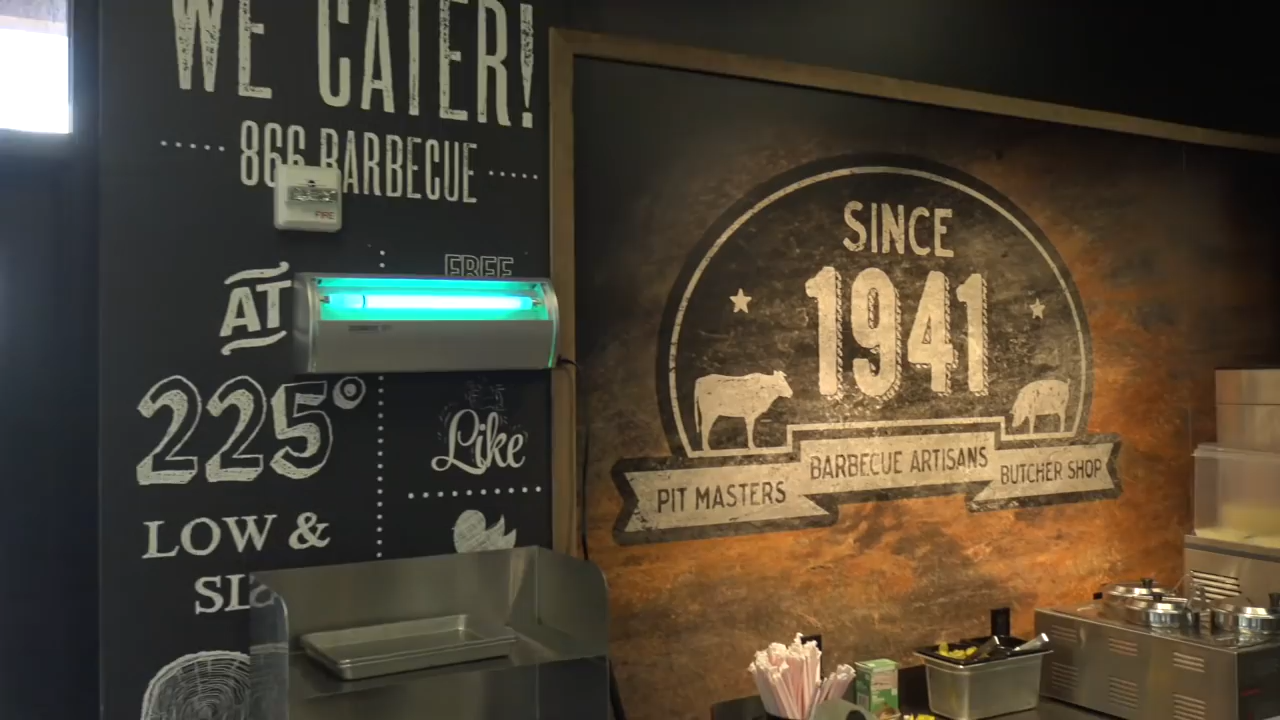 WE CATER!
866 BARBECUE
FIRE
FREE
AT
225°
Like
LOW &
SINCE
1941
PIT MASTERS
BARBECUE ARTISANS
BUTCHER SHOP